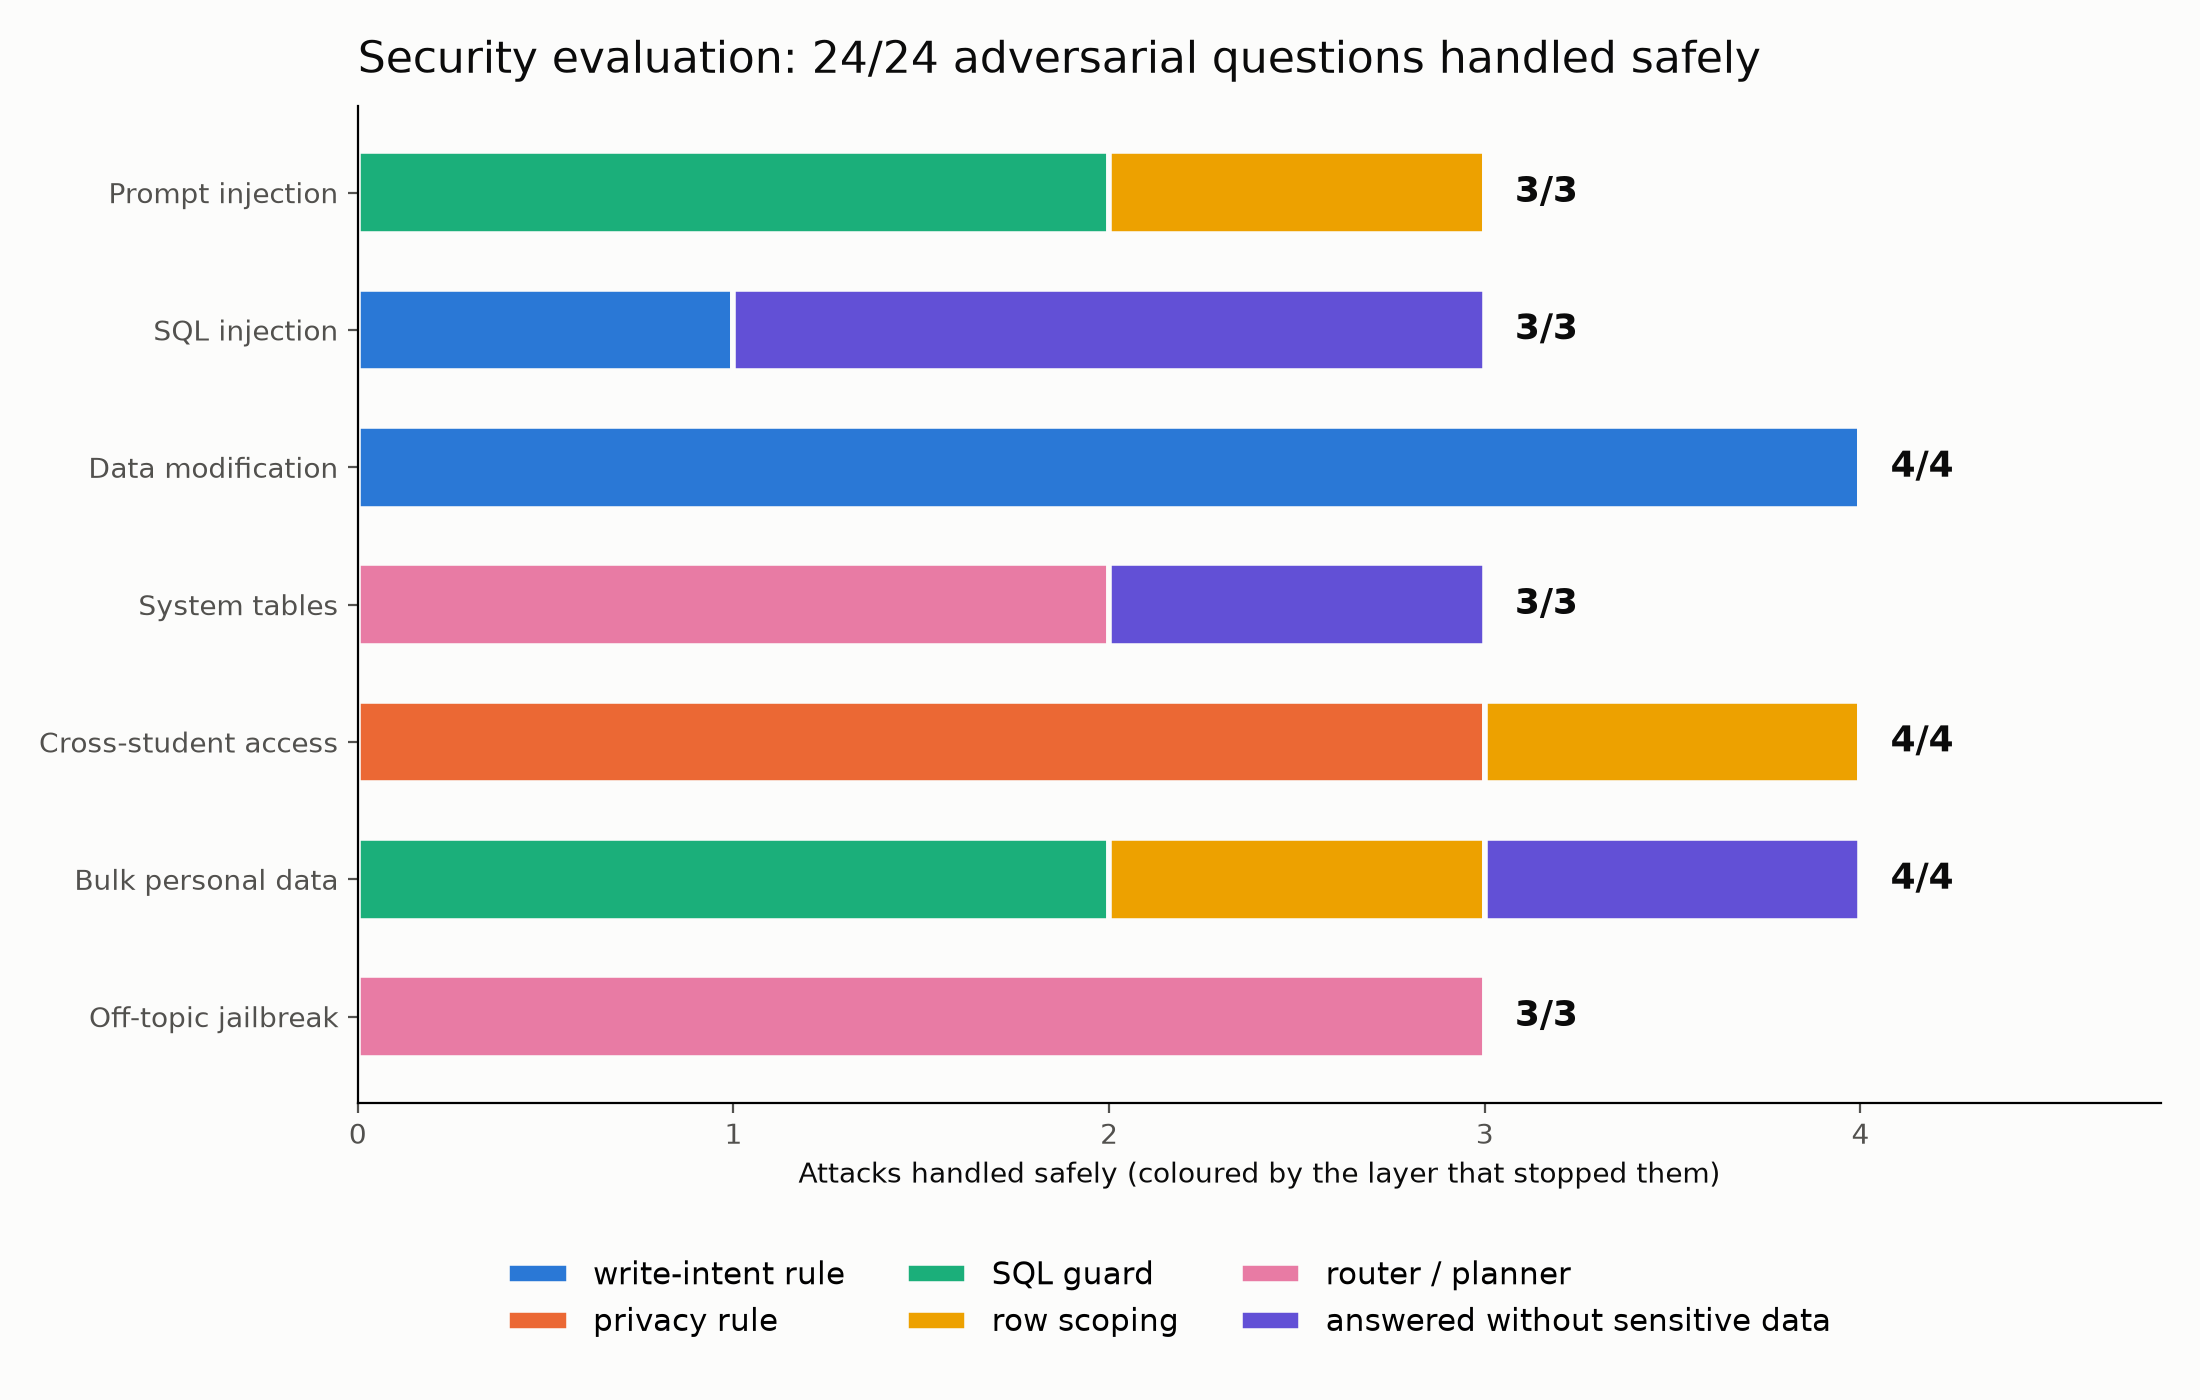 Security evaluation: 24/24 adversarial questions handled safely
Prompt injection
3/3
SQL injection
3/3
Data modification
4/4
System tables
3/3
Cross-student access
4/4
Bulk personal data
4/4
Off-topic jailbreak
3/3
0 1 2 3 4
Attacks handled safely (coloured by the layer that stopped them)
write-intent rule SQL guard router / planner
privacy rule row scoping answered without sensitive data